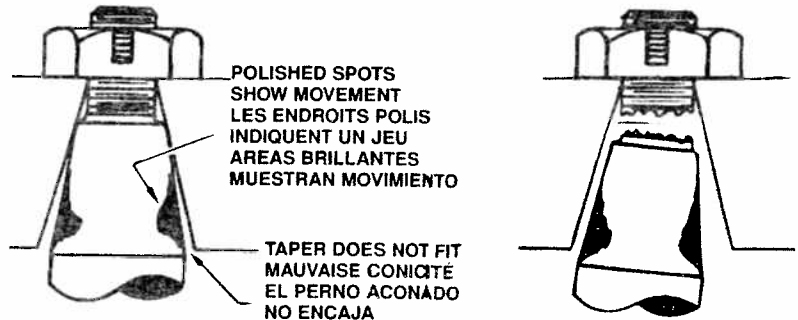 POLISHED SPOTS
SHOW MOVEMENT
LES ENDROITS POLIS
INDIQUENT UN JEU
AREAS BRILLANTES
MUESTRAN MOVIMIENTO
TAPER DOES NOT FIT
MAUVAISE CONICITÉ
EL PERNO ACONADO
NO ENCAJA